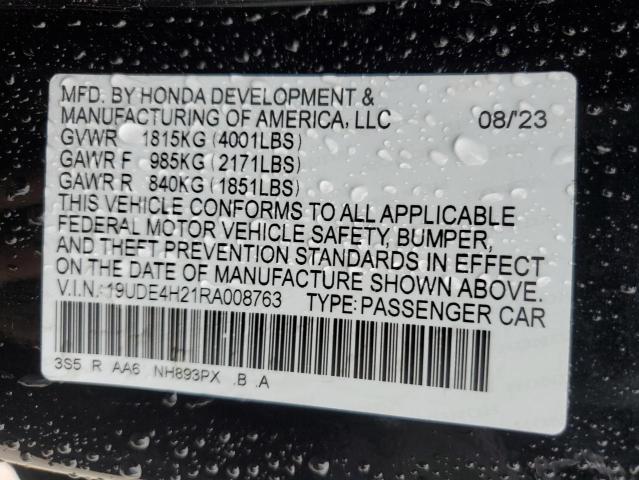 MFD. BY HONDA DEVELOPMENT &
MANUFACTURING OF AMERICA, LLC 08/'23
GVWR 1815KG (4001LBS)
GAWR F 985KG (2171LBS)
GAWR R 840KG (1851LBS)
THIS VEHICLE CONFORMS TO ALL APPLICABLE
FEDERAL MOTOR VEHICLE SAFETY, BUMPER,
AND THEFT PREVENTION STANDARDS IN EFFECT
ON THE DATE OF MANUFACTURE SHOWN ABOVE.
V.I.N.:19UDE4H21RA008763 TYPE:PASSENGER CAR
3S5 R AA6 NH893PX .B .A